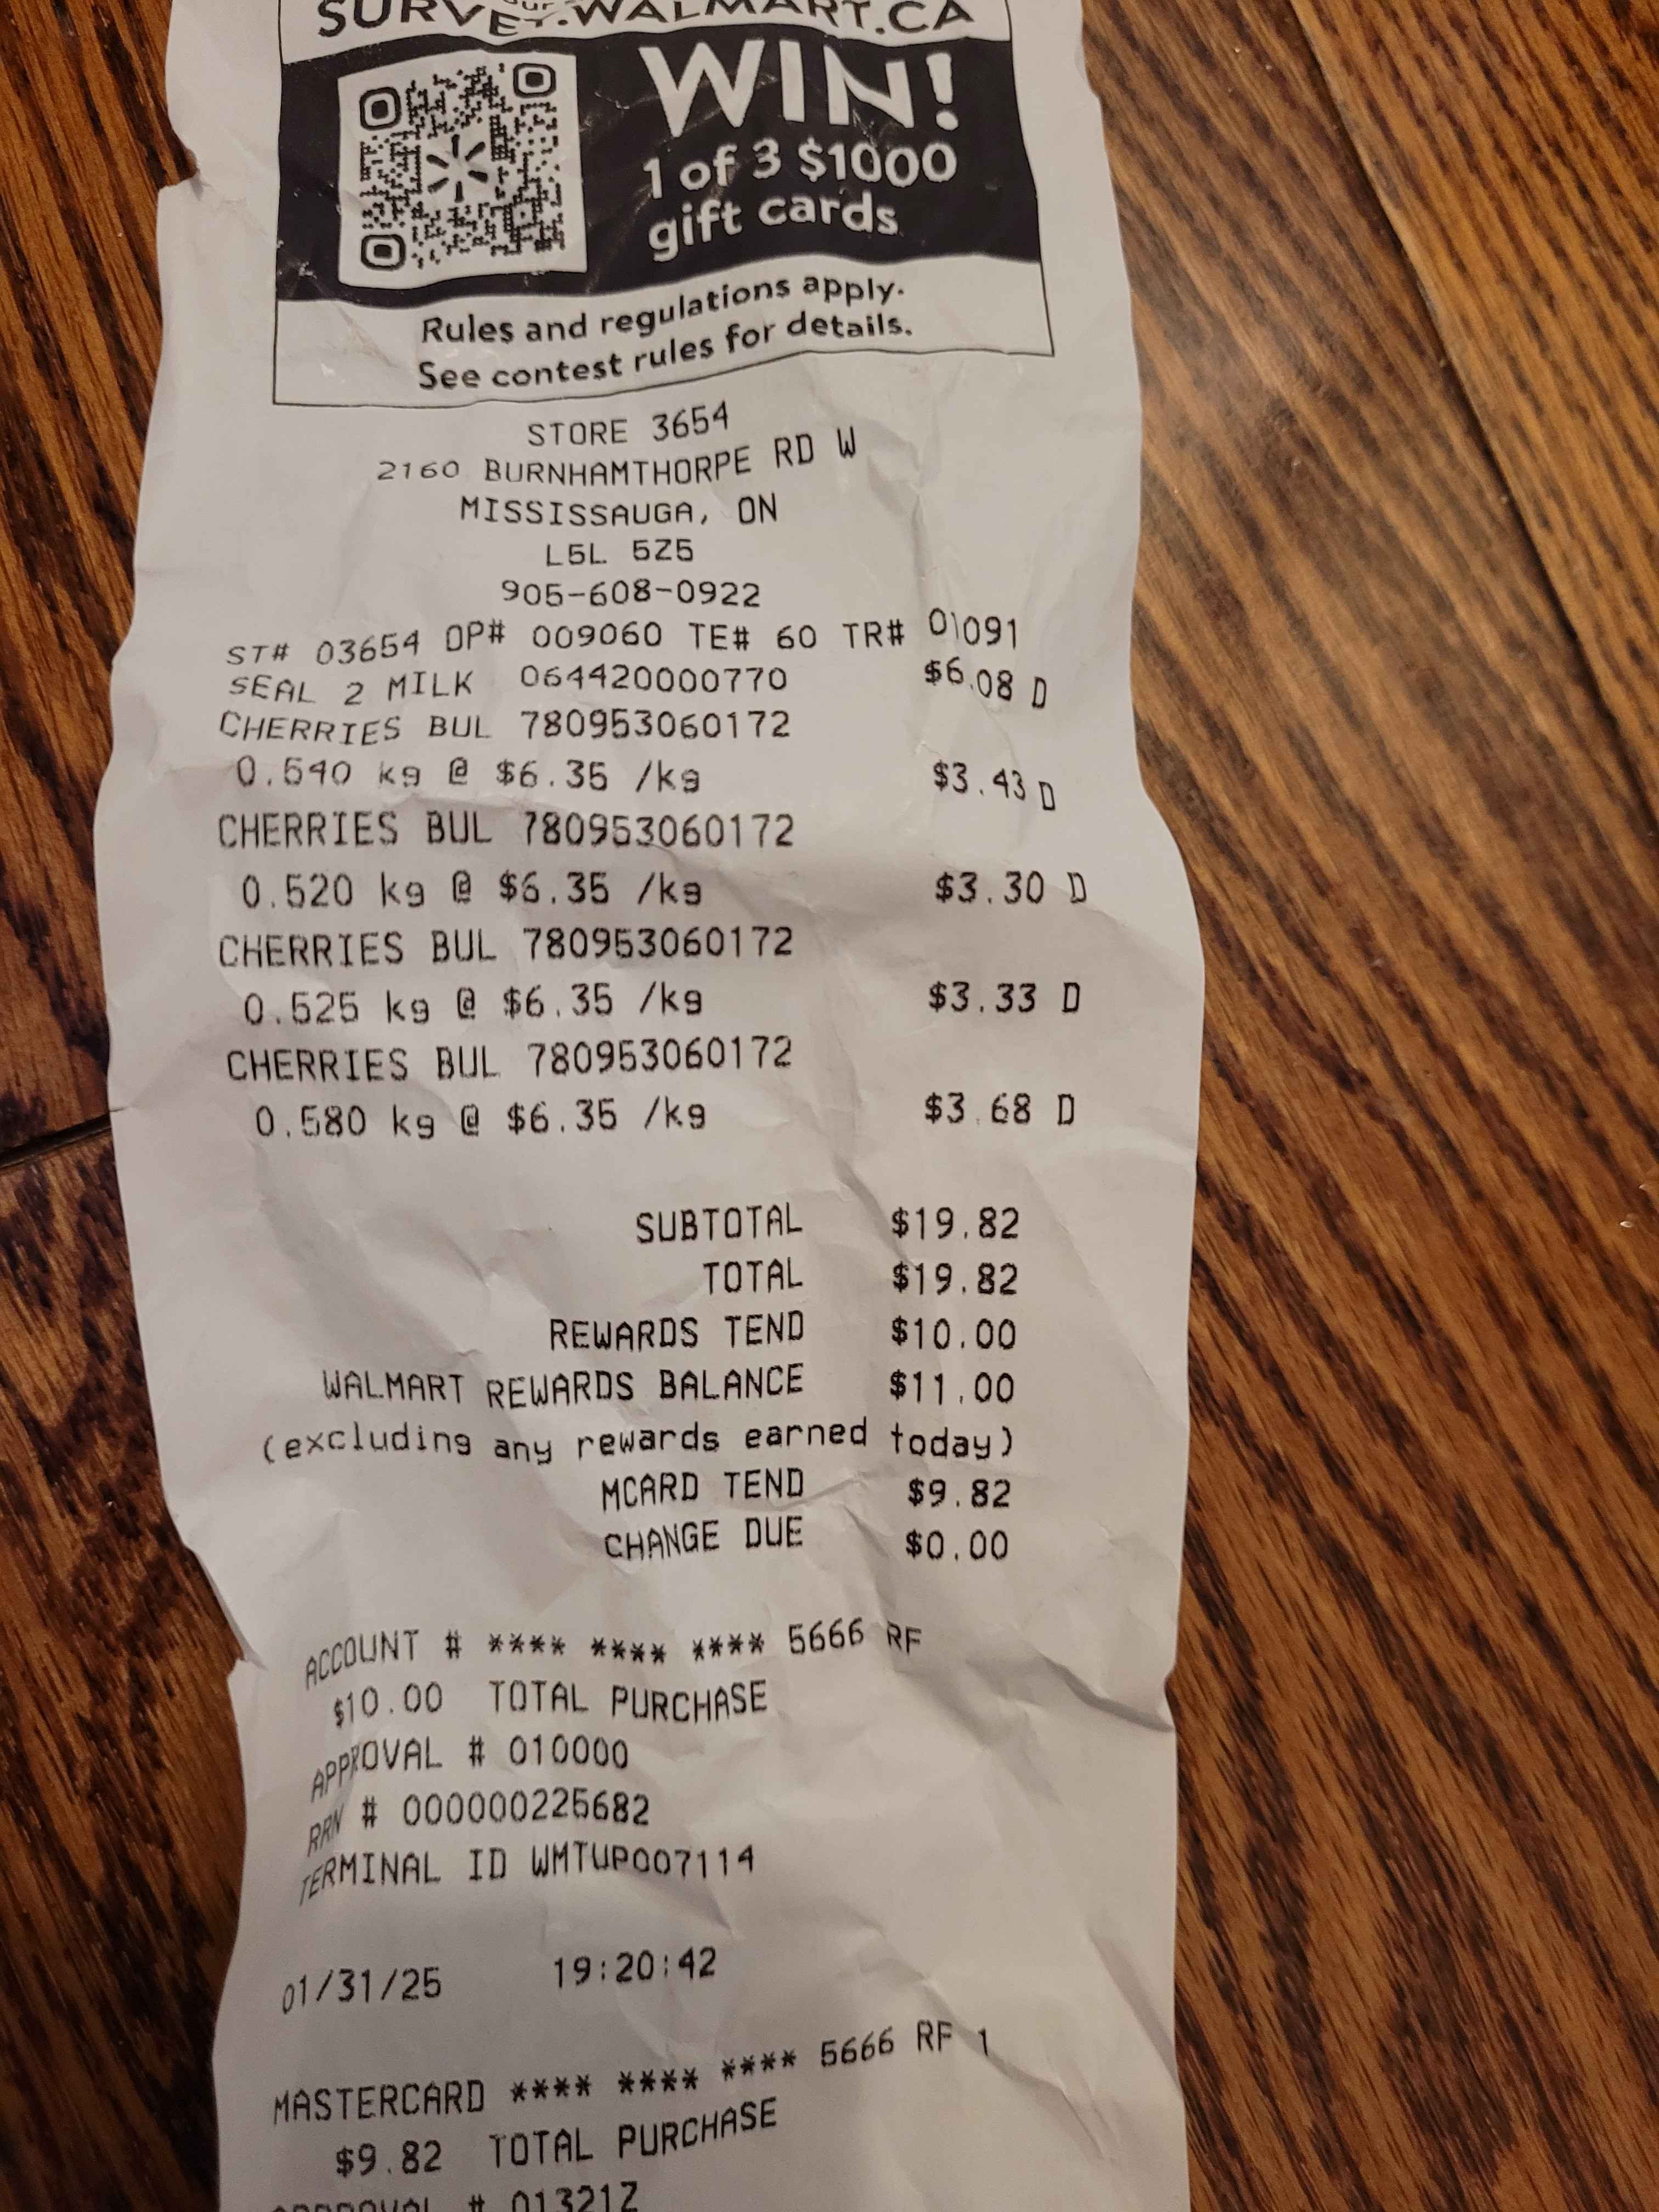 SURVEY.WALMART.CA
WIN!
1 of 3 $1000
gift cards
Rules and regulations apply.
See contest rules for details.
STORE 3654
2160 BURNHAMTHORPE RD W
MISSISSAUGA, ON
L5L 5Z5
905-608-0922
ST# 03654 OP# 009060 TE# 60 TR# 01091
SEAL 2 MILK 064420000770 $6.08 D
CHERRIES BUL 780953060172
0.540 kg @ $6.35 /kg $3.43 D
CHERRIES BUL 780953060172
0.520 kg @ $6.35 /kg $3.30 D
CHERRIES BUL 780953060172
0.525 kg @ $6.35 /kg $3.33 D
CHERRIES BUL 780953060172
0.580 kg @ $6.35 /kg $3.68 D
SUBTOTAL $19.82
TOTAL $19.82
REWARDS TEND $10.00
WALMART REWARDS BALANCE $11.00
(excluding any rewards earned today)
MCARD TEND $9.82
CHANGE DUE $0.00
ACCOUNT # **** **** **** 5666 RF
$10.00 TOTAL PURCHASE
APPROVAL # 010000
RRN # 000000225682
TERMINAL ID WMTUP007114
01/31/25 19:20:42
MASTERCARD **** **** **** 5666 RF 1
$9.82 TOTAL PURCHASE
APPROVAL # 01321Z